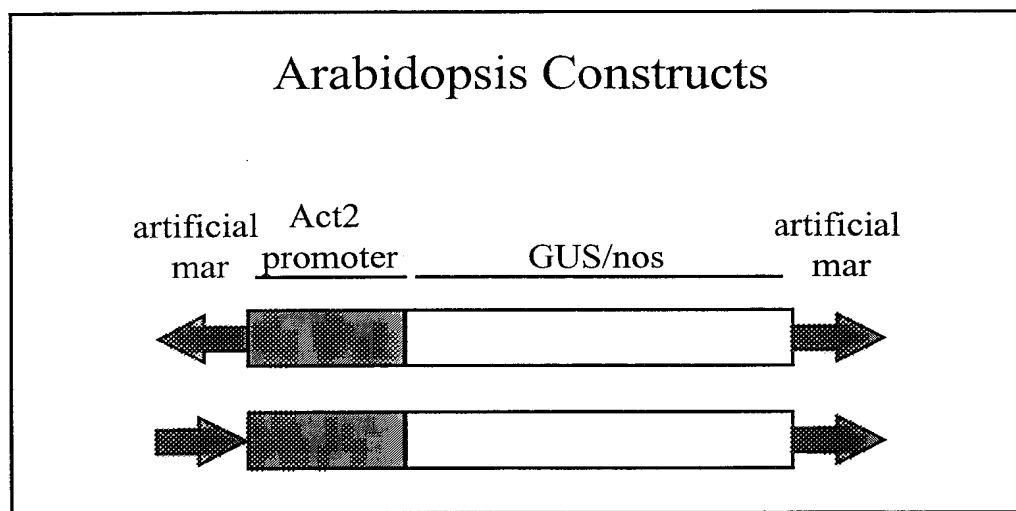 Arabidopsis Constructs
artificial
mar
Act2
promoter
GUS/nos
artificial
mar